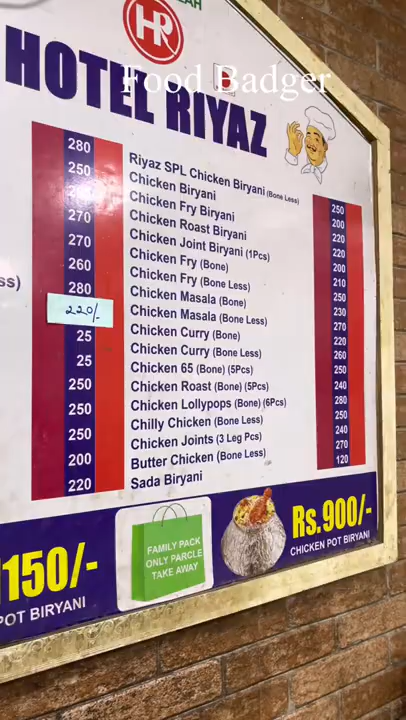 LAH
HR
Food Badger
HOTEL RIYAZ
280
250
270
270
260
280
220/-
25
25
250
250
250
200
220
ss)
Riyaz SPL Chicken Biryani (Bone Less) 250
Chicken Biryani 200
Chicken Fry Biryani 220
Chicken Roast Biryani 220
Chicken Joint Biryani (1Pcs) 200
Chicken Fry (Bone) 210
Chicken Fry (Bone Less) 250
Chicken Masala (Bone) 230
Chicken Masala (Bone Less) 270
Chicken Curry (Bone) 220
Chicken Curry (Bone Less) 260
Chicken 65 (Bone) (5Pcs) 250
Chicken Roast (Bone) (5Pcs) 240
Chicken Lollypops (Bone) (6Pcs) 280
Chilly Chicken (Bone Less) 250
Chicken Joints (3 Leg Pcs) 240
Butter Chicken (Bone Less) 270
Sada Biryani 120
1150/-
POT BIRYANI
FAMILY PACK
ONLY PARCLE
TAKE AWAY
Rs.900/-
CHICKEN POT BIRYANI